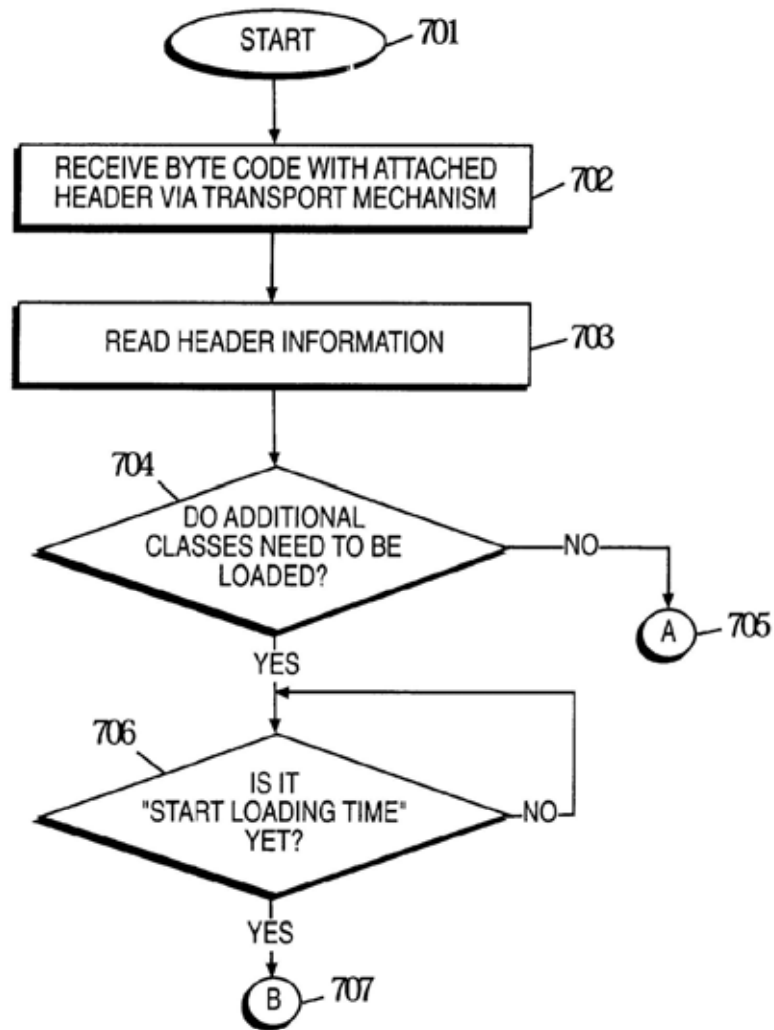 START
701
RECEIVE BYTE CODE WITH ATTACHED
HEADER VIA TRANSPORT MECHANISM
702
READ HEADER INFORMATION
703
704
DO ADDITIONAL
CLASSES NEED TO BE
LOADED?
NO
A
705
YES
706
IS IT
"START LOADING TIME"
YET?
NO
YES
B
707